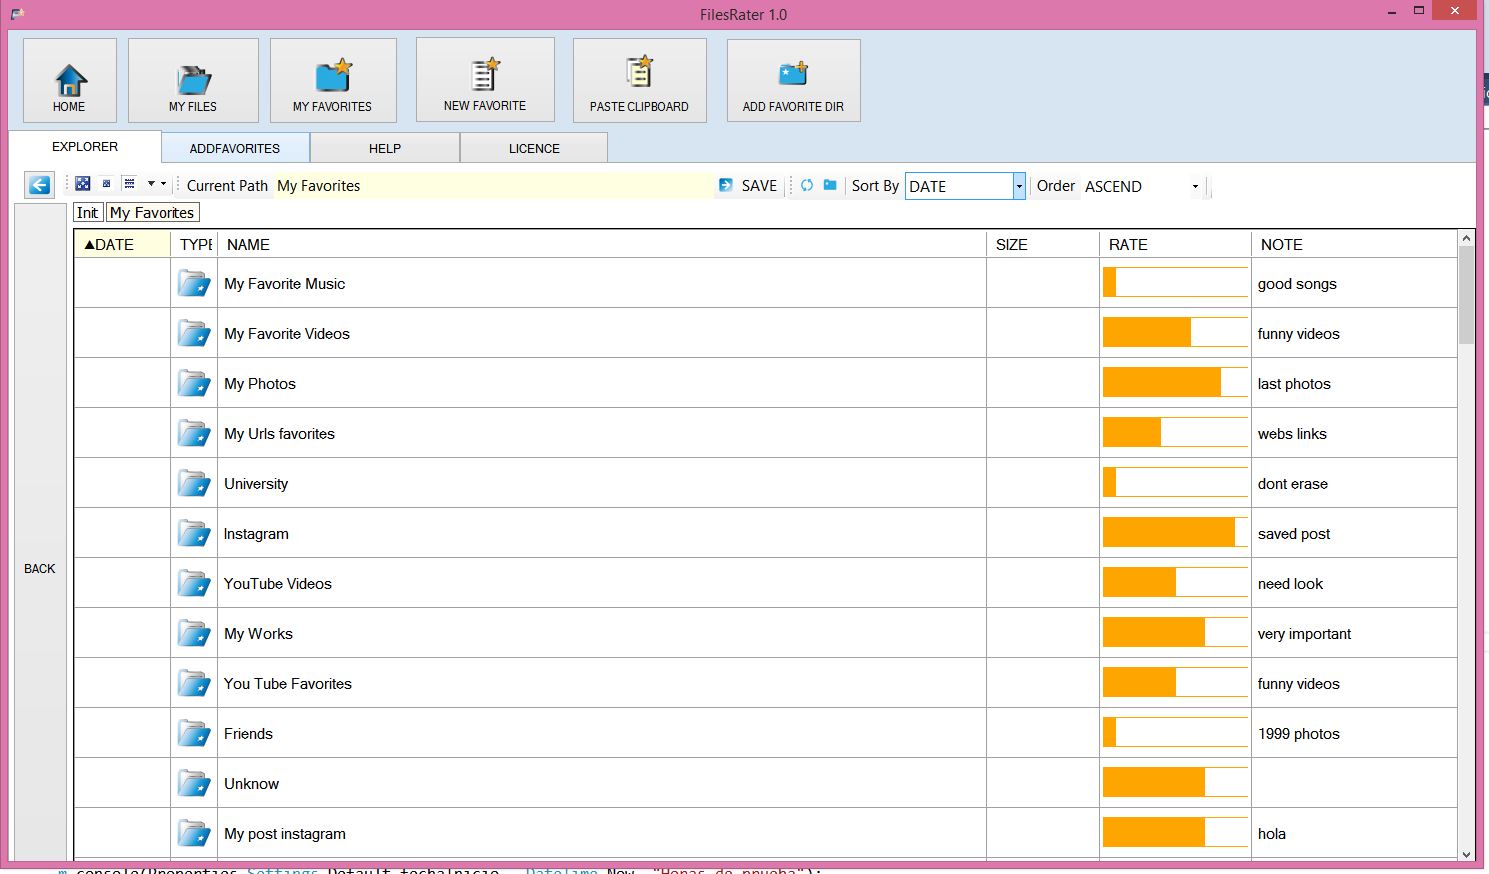 FilesRater 1.0
HOME
MY FILES
MY FAVORITES
NEW FAVORITE
PASTE CLIPBOARD
ADD FAVORITE DIR
EXPLORER
ADDFAVORITES
HELP
LICENCE
Current Path My Favorites SAVE Sort By DATE Order ASCEND
Init My Favorites
BACK
▲DATE TYPE NAME SIZE RATE NOTE
My Favorite Music good songs
My Favorite Videos funny videos
My Photos last photos
My Urls favorites webs links
University dont erase
Instagram saved post
YouTube Videos need look
My Works very important
You Tube Favorites funny videos
Friends 1999 photos
Unknow
My post instagram hola